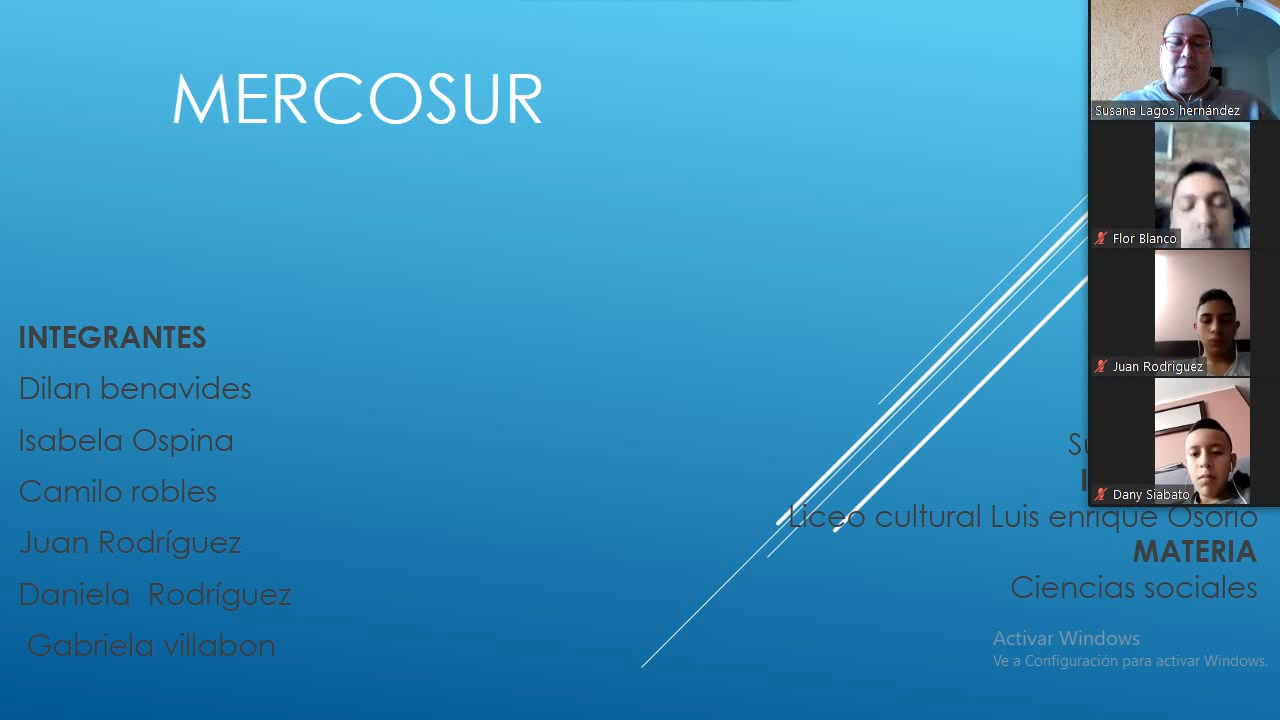 MERCOSUR
INTEGRANTES
Dilan benavides
Isabela Ospina
Camilo robles
Juan Rodríguez
Daniela Rodríguez
Gabriela villabon
Liceo cultural Luis enrique Osorio
MATERIA
Ciencias sociales
Activar Windows
Ve a Configuración para activar Windows.
Susana Lagos hernández
Flor Blanco
Juan Rodriguez
Dany Siabato